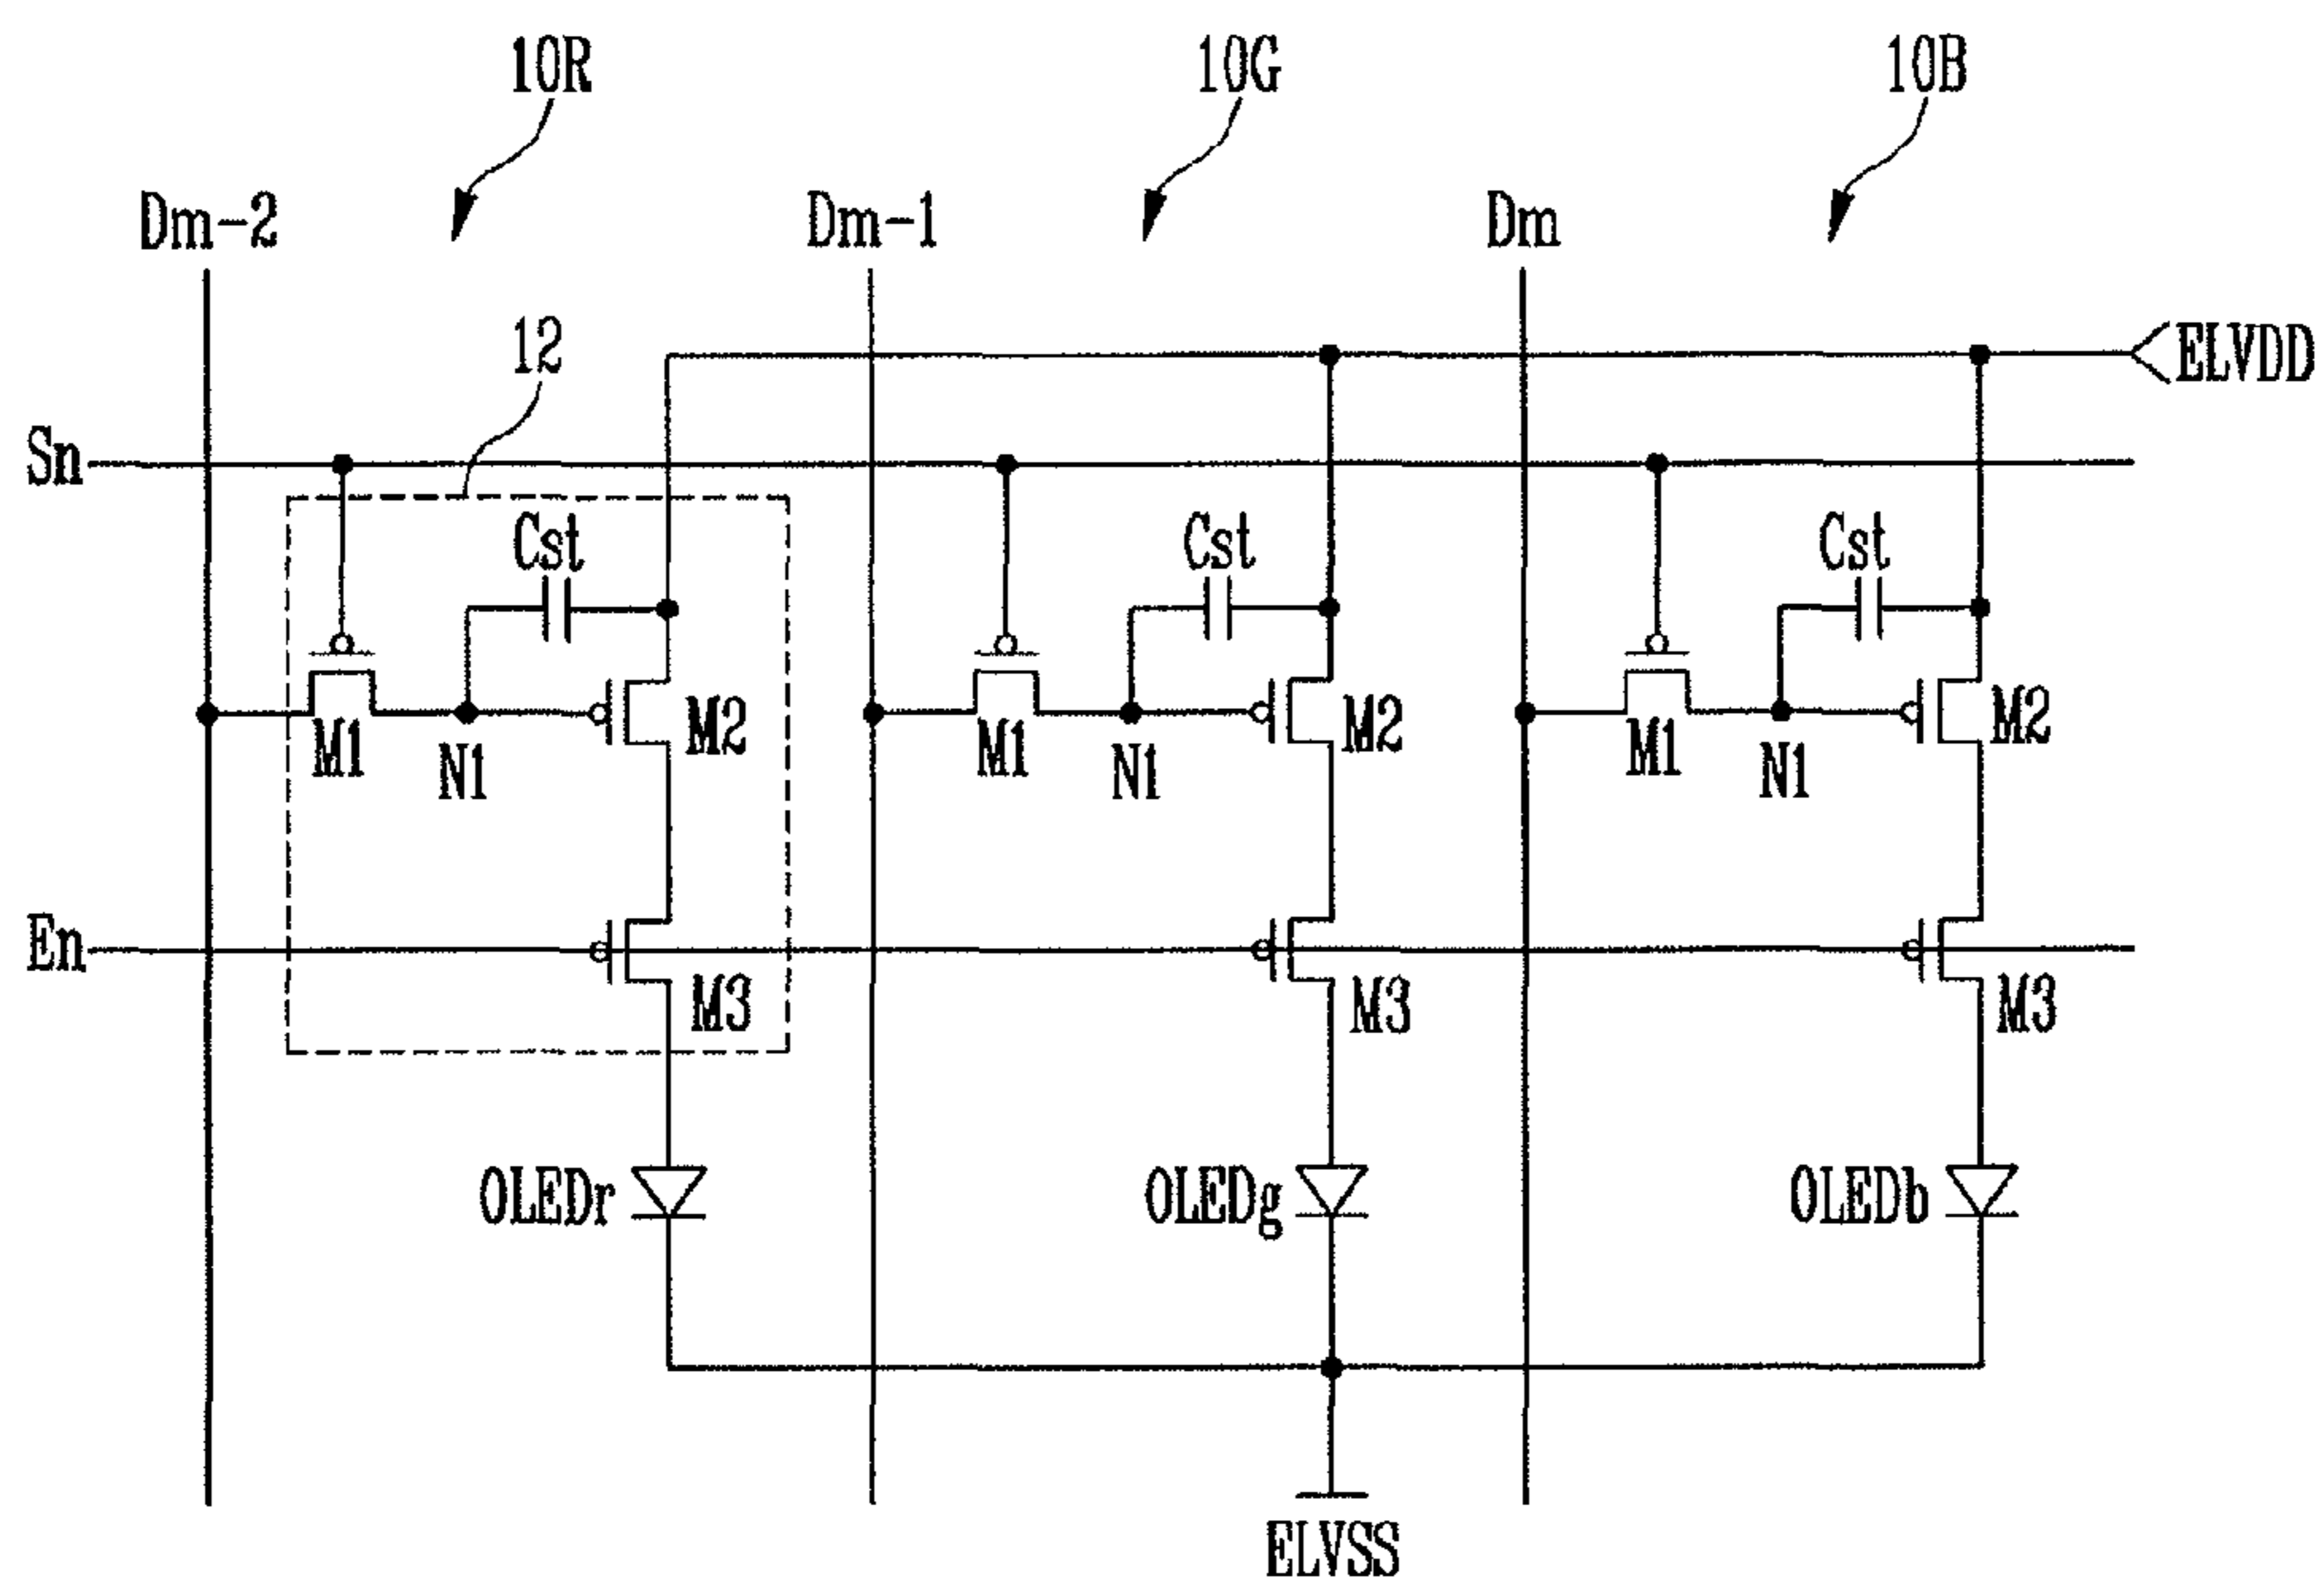 10R 10G 10B
Dm-2 Dm-1 Dm
12
ELVDD
Sn
Cst Cst Cst
M1 N1 M2 M1 N1 M2 M1 N1 M2
En
M3 M3 M3
OLEDr OLEDg OLEDb
ELVSS